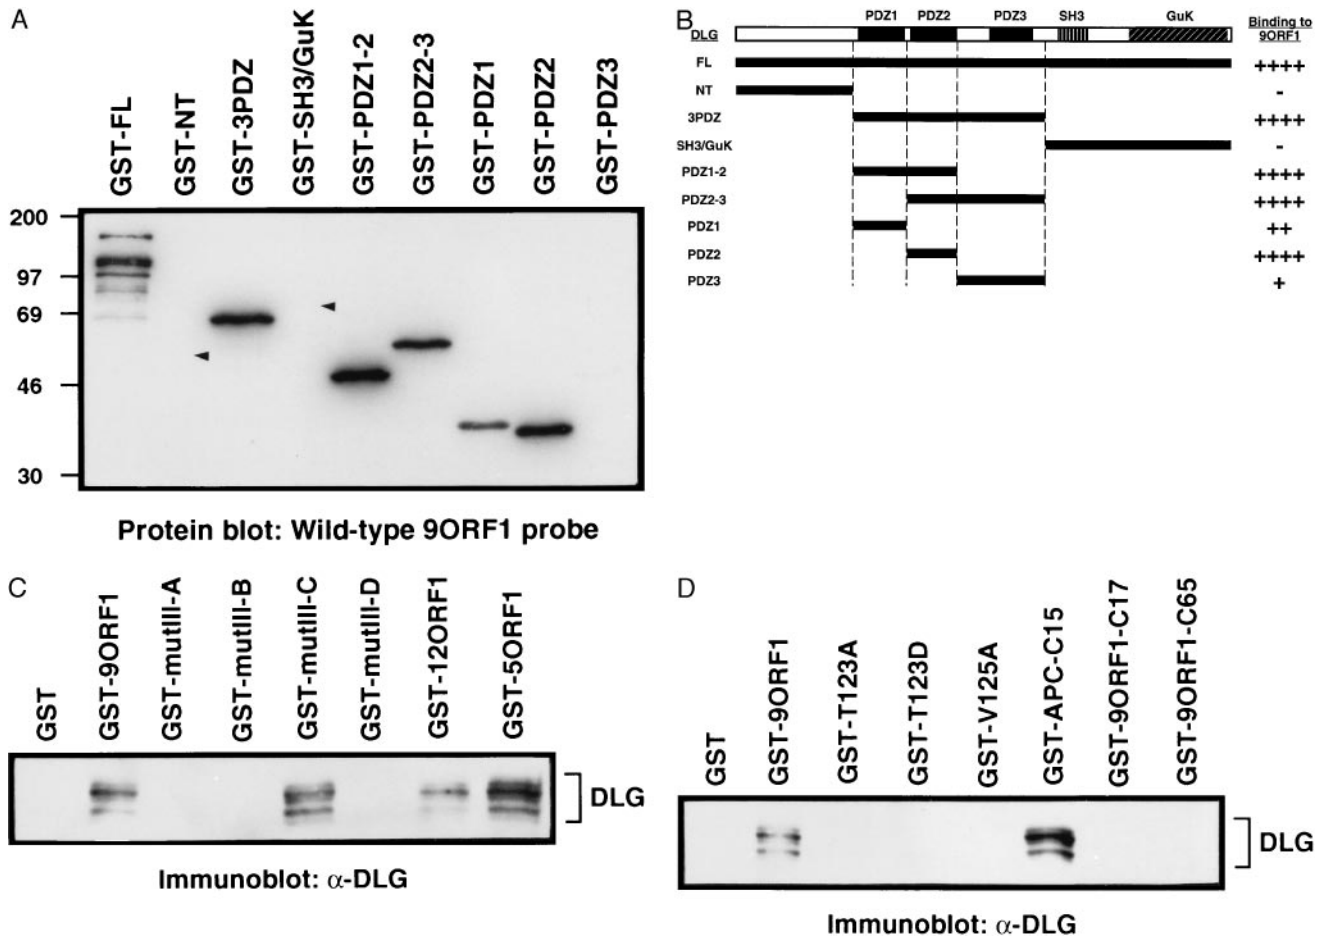 A
GST-FL
GST-NT
GST-3PDZ
GST-SH3/GuK
GST-PDZ1-2
GST-PDZ2-3
GST-PDZ1
GST-PDZ2
GST-PDZ3
200
97
69
46
30
Protein blot: Wild-type 9ORF1 probe
B
PDZ1 PDZ2 PDZ3 SH3 GuK
DLG
Binding to
9ORF1
FL ++++
NT -
3PDZ ++++
SH3/GuK -
PDZ1-2 ++++
PDZ2-3 ++++
PDZ1 ++
PDZ2 ++++
PDZ3 +
C
GST
GST-9ORF1
GST-mutIII-A
GST-mutIII-B
GST-mutIII-C
GST-mutIII-D
GST-12ORF1
GST-5ORF1
DLG
Immunoblot: α-DLG
D
GST
GST-9ORF1
GST-T123A
GST-T123D
GST-V125A
GST-APC-C15
GST-9ORF1-C17
GST-9ORF1-C65
DLG
Immunoblot: α-DLG